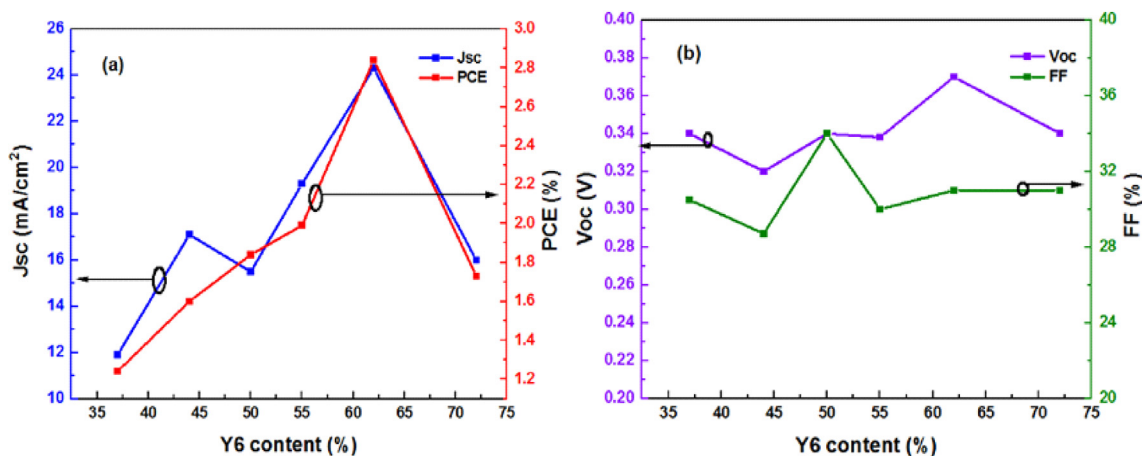 (a)
Jsc
PCE
Jsc (mA/cm²)
26
24
22
20
18
16
14
12
10
PCE (%)
3.0
2.8
2.6
2.4
2.2
2.0
1.8
1.6
1.4
1.2
35 40 45 50 55 60 65 70 75
Y6 content (%)
(b)
Voc
FF
Voc (V)
0.40
0.38
0.36
0.34
0.32
0.30
0.28
0.26
0.24
0.22
0.20
FF (%)
40
36
32
28
24
20
35 40 45 50 55 60 65 70 75
Y6 content (%)